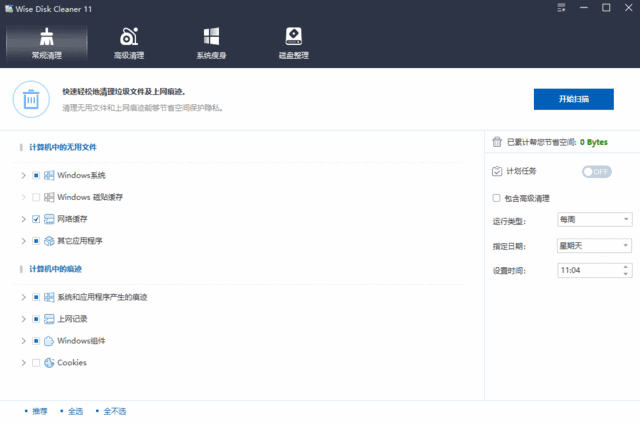 Wise Disk Cleaner 11
常规清理
高级清理
系统瘦身
磁盘整理
快速轻松地清理垃圾文件及上网痕迹。
清理无用文件和上网痕迹能够节省空间保护隐私。
开始扫描
计算机中的无用文件
Windows系统
Windows 磁贴缓存
网络缓存
其它应用程序
计算机中的痕迹
系统和应用程序产生的痕迹
上网记录
Windows组件
Cookies
已累计帮您节省空间: 0 Bytes
计划任务 OFF
包含高级清理
运行类型: 每周
指定日期: 星期天
设置时间: 11:04
推荐 全选 全不选